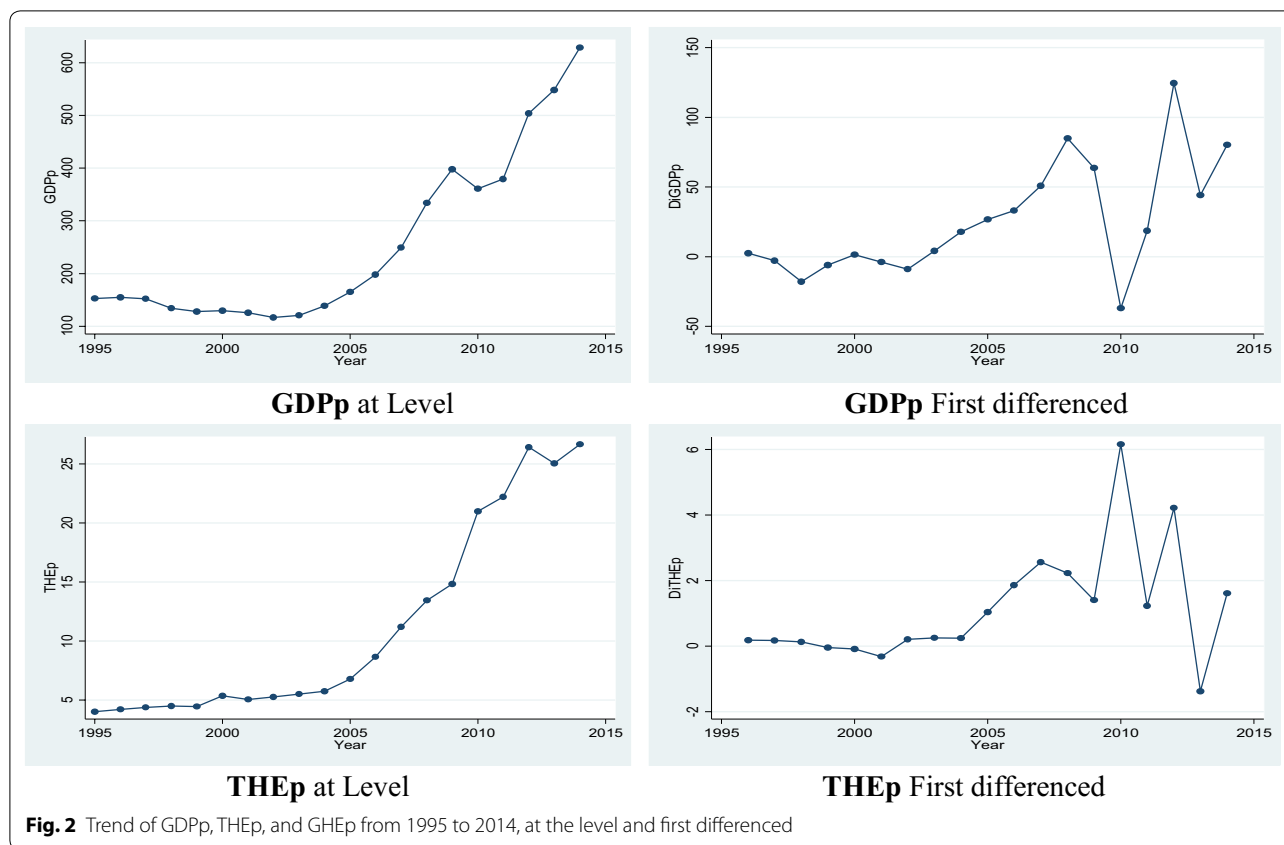 GDPp
600
500
400
300
200
100
1995 2000 2005 2010 2015
Year
GDPp at Level
DiGDPp
150
100
50
0
-50
1995 2000 2005 2010 2015
Year
GDPp First differenced
THEp
25
20
15
10
5
1995 2000 2005 2010 2015
Year
THEp at Level
DiTHEp
6
4
2
0
-2
1995 2000 2005 2010 2015
Year
THEp First differenced
Fig. 2 Trend of GDPp, THEp, and GHEp from 1995 to 2014, at the level and first differenced